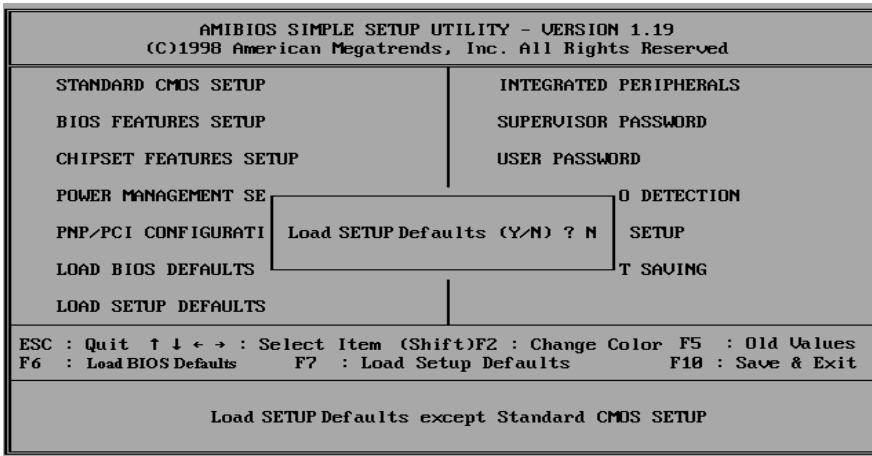 AMIBIOS SIMPLE SETUP UTILITY - VERSION 1.19
(C)1998 American Megatrends, Inc. All Rights Reserved
STANDARD CMOS SETUP
BIOS FEATURES SETUP
CHIPSET FEATURES SETUP
POWER MANAGEMENT SE
PNP/PCI CONFIGURATI
LOAD BIOS DEFAULTS
LOAD SETUP DEFAULTS
INTEGRATED PERIPHERALS
SUPERVISOR PASSWORD
USER PASSWORD
O DETECTION
SETUP
T SAVING
Load SETUP Defaults (Y/N) ? N
ESC : Quit ↑ ↓ ← → : Select Item (Shift)F2 : Change Color F5 : Old Values
F6 : Load BIOS Defaults F7 : Load Setup Defaults F10 : Save & Exit
Load SETUP Defaults except Standard CMOS SETUP